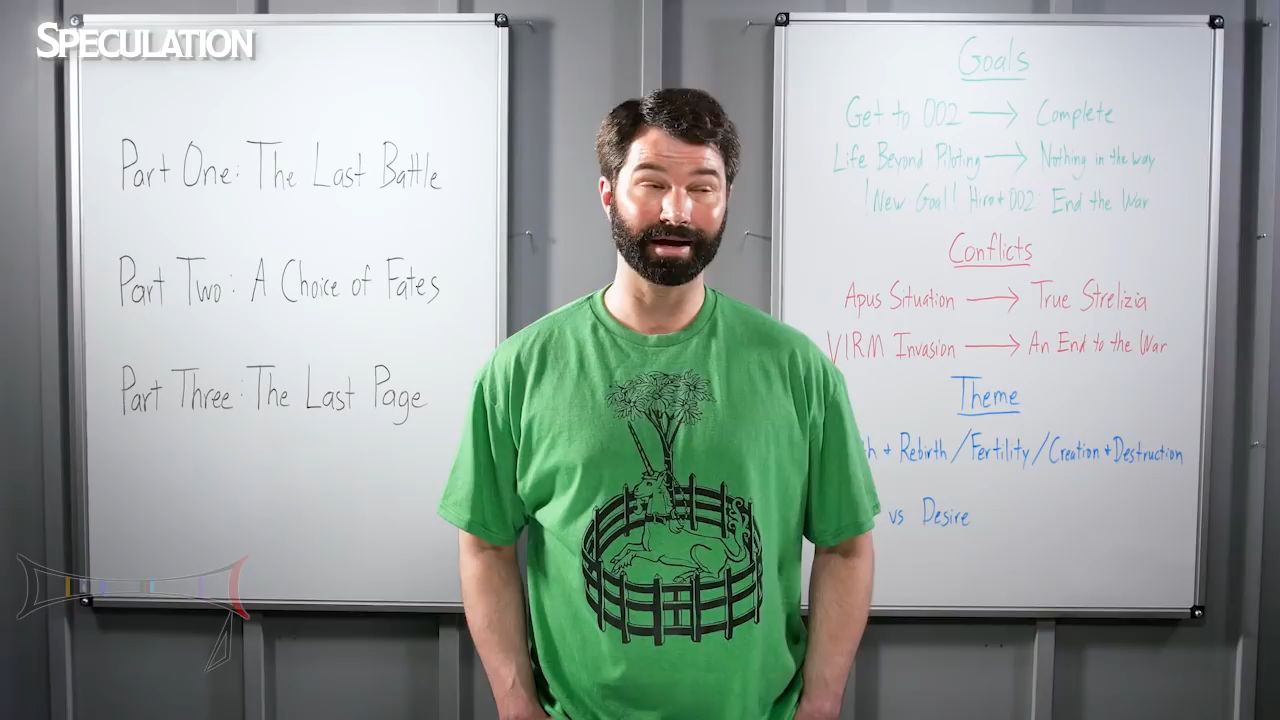 SPECULATION
Part One: The Last Battle
Part Two: A Choice of Fates
Part Three: The Last Page
Goals
Get to 002 → Complete
Life Beyond Piloting → Nothing in the way
!New Goal! Hiro + 002: End the War
Conflicts
Apus Situation → True Strelizia
VIRM Invasion → An End to the War
Theme
+ Rebirth / Fertility / Creation + Destruction
vs Desire